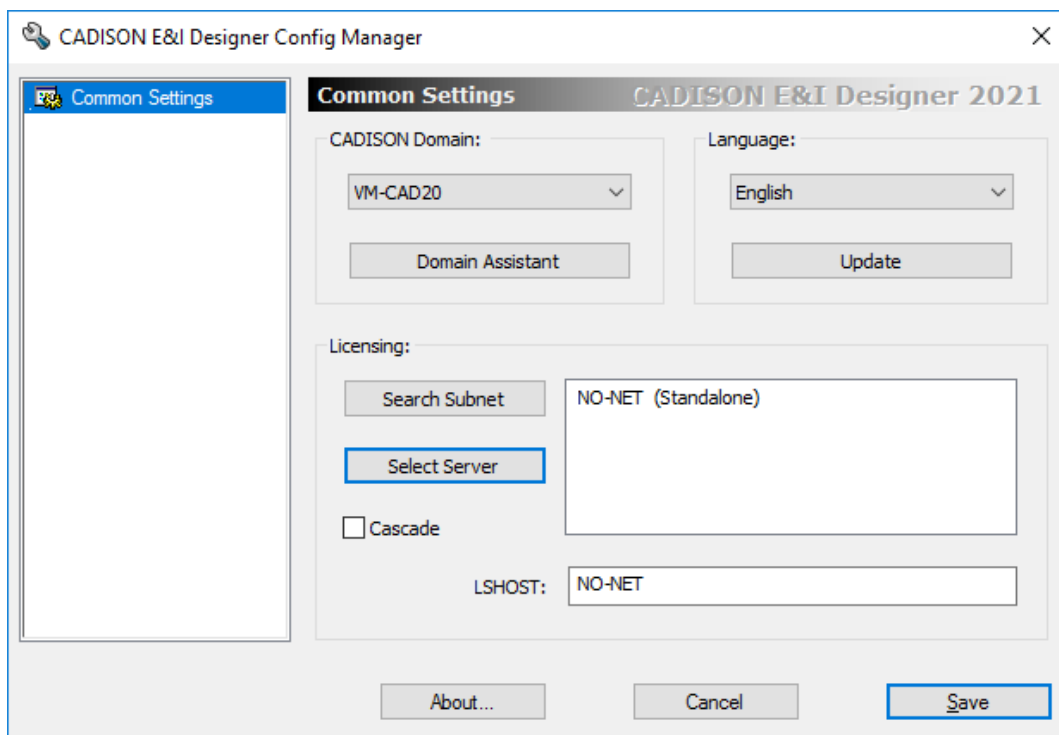 CADISON E&I Designer Config Manager
Common Settings
Common Settings CADISON E&I Designer 2021
CADISON Domain:
VM-CAD20
Domain Assistant
Language:
English
Update
Licensing:
Search Subnet
NO-NET (Standalone)
Select Server
Cascade
LSHOST:
NO-NET
About...
Cancel
Save